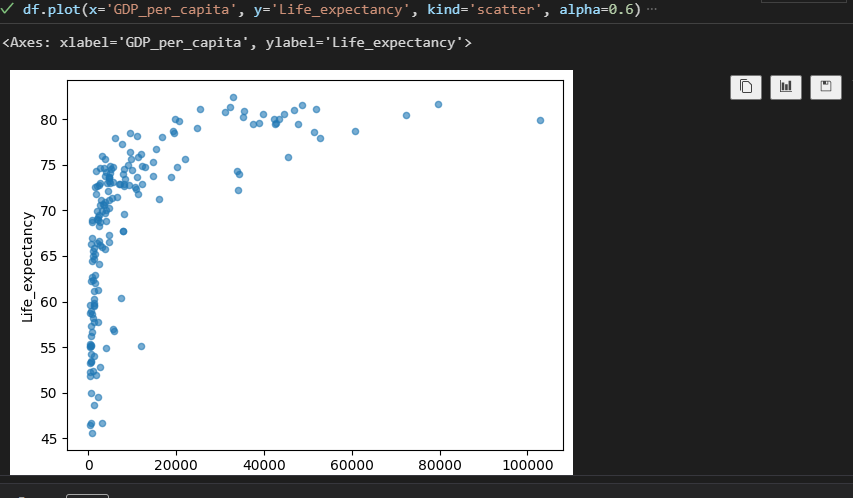 df.plot(x='GDP_per_capita', y='Life_expectancy', kind='scatter', alpha=0.6) ···
<Axes: xlabel='GDP_per_capita', ylabel='Life_expectancy'>
80
75
70
65
60
55
50
45
Life_expectancy
0 20000 40000 60000 80000 100000